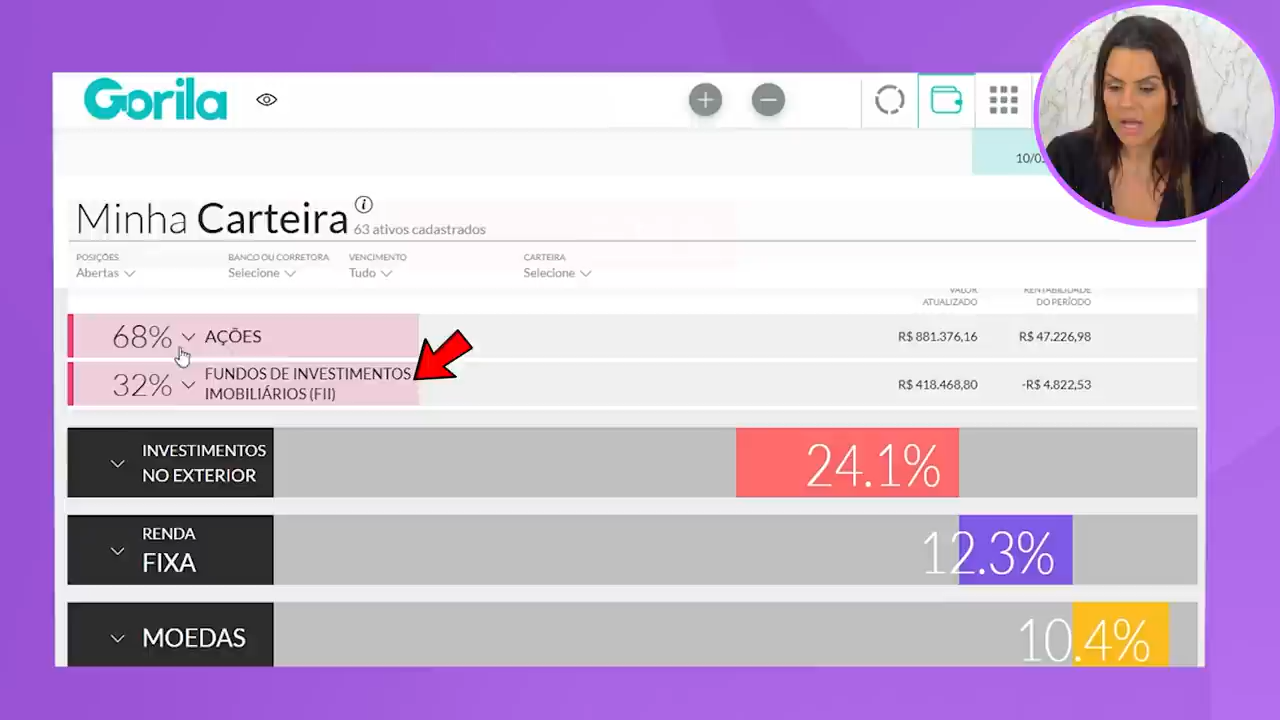 Gorila
10/0
Minha Carteira
63 ativos cadastrados
POSIÇÕES
Abertas
BANCO OU CORRETORA
Selecione
VENCIMENTO
Tudo
CARTEIRA
Selecione
VALOR
ATUALIZADO
RENTABILIDADE
DO PERÍODO
68% AÇÕES R$ 881.376,16 R$ 47.226,98
32% FUNDOS DE INVESTIMENTOS
IMOBILIÁRIOS (FII) R$ 418.468,80 -R$ 4.822,53
INVESTIMENTOS
NO EXTERIOR
24.1%
RENDA
FIXA
12.3%
MOEDAS
10.4%